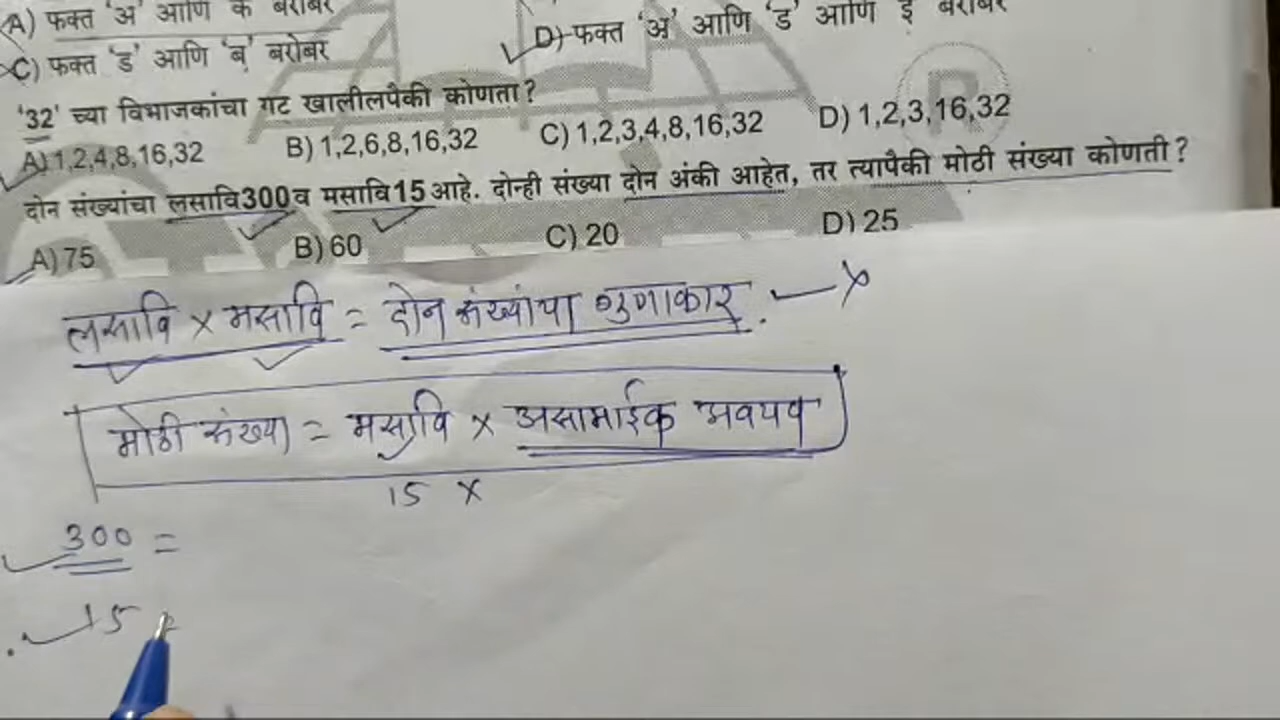 A) फक्त 'अ' आणि क बरोबर
D) फक्त 'अ' आणि 'ड' आणि इ बरोबर
C) फक्त 'ड' आणि 'ब' बरोबर
'32' च्या विभाजकांचा गट खालीलपैकी कोणता?
A) 1,2,4,8,16,32 B) 1,2,6,8,16,32 C) 1,2,3,4,8,16,32 D) 1,2,3,16,32
दोन संख्यांचा लसावि 300 व मसावि 15 आहे. दोन्ही संख्या दोन अंकी आहेत, तर त्यापैकी मोठी संख्या कोणती?
A) 75 B) 60 C) 20 D) 25
लसावि × मसावि = दोन संख्यांचा गुणाकार.
मोठी संख्या = मसावि × असामाईक अवयव
15 ×
300 =
15 =